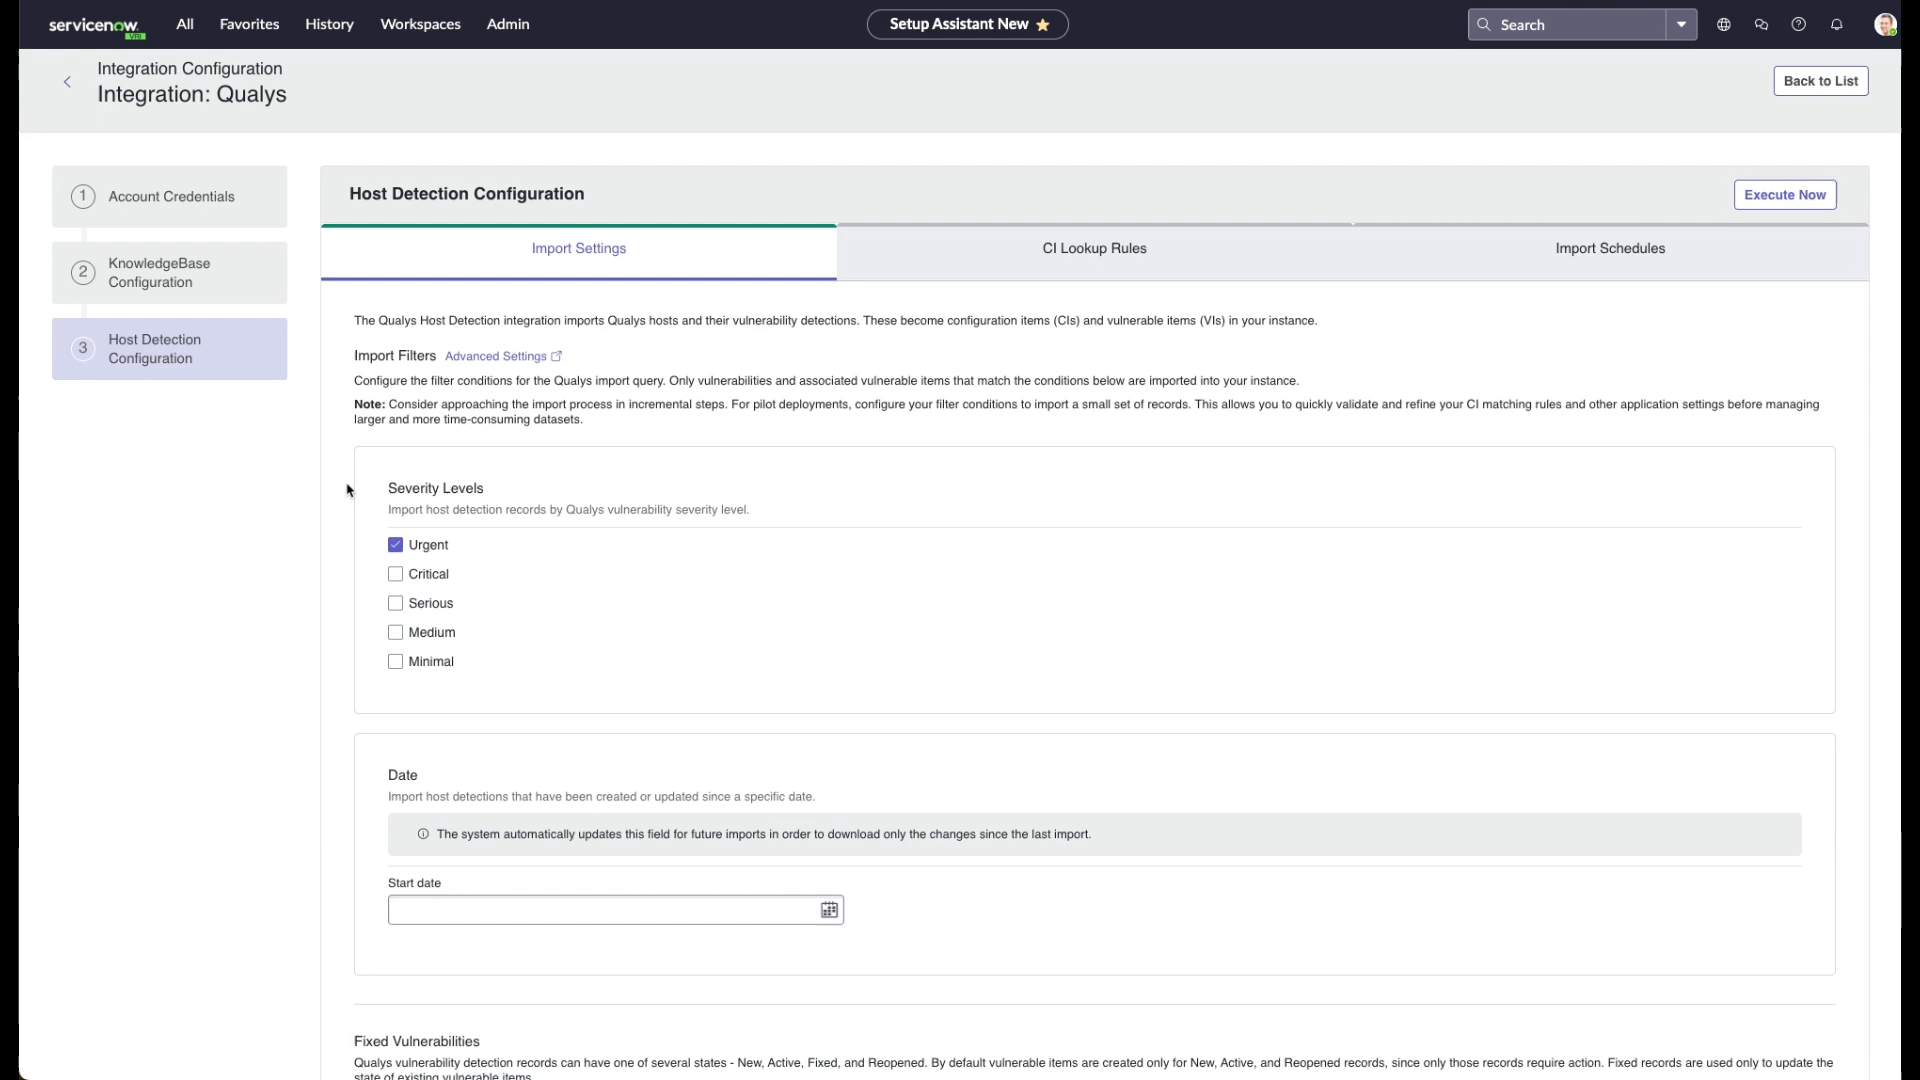 servicenow.
VRI
All
Favorites
History
Workspaces
Admin
Setup Assistant New
Search
Integration Configuration
Integration: Qualys
Back to List
1 Account Credentials
2 KnowledgeBase
Configuration
3 Host Detection
Configuration
Host Detection Configuration
Execute Now
Import Settings
CI Lookup Rules
Import Schedules
The Qualys Host Detection integration imports Qualys hosts and their vulnerability detections. These become configuration items (CIs) and vulnerable items (VIs) in your instance.
Import Filters Advanced Settings
Configure the filter conditions for the Qualys import query. Only vulnerabilities and associated vulnerable items that match the conditions below are imported into your instance.
Note: Consider approaching the import process in incremental steps. For pilot deployments, configure your filter conditions to import a small set of records. This allows you to quickly validate and refine your CI matching rules and other application settings before managing
larger and more time-consuming datasets.
Severity Levels
Import host detection records by Qualys vulnerability severity level.
Urgent
Critical
Serious
Medium
Minimal
Date
Import host detections that have been created or updated since a specific date.
The system automatically updates this field for future imports in order to download only the changes since the last import.
Start date
Fixed Vulnerabilities
Qualys vulnerability detection records can have one of several states - New, Active, Fixed, and Reopened. By default vulnerable items are created only for New, Active, and Reopened records, since only those records require action. Fixed records are used only to update the
state of existing vulnerable items.